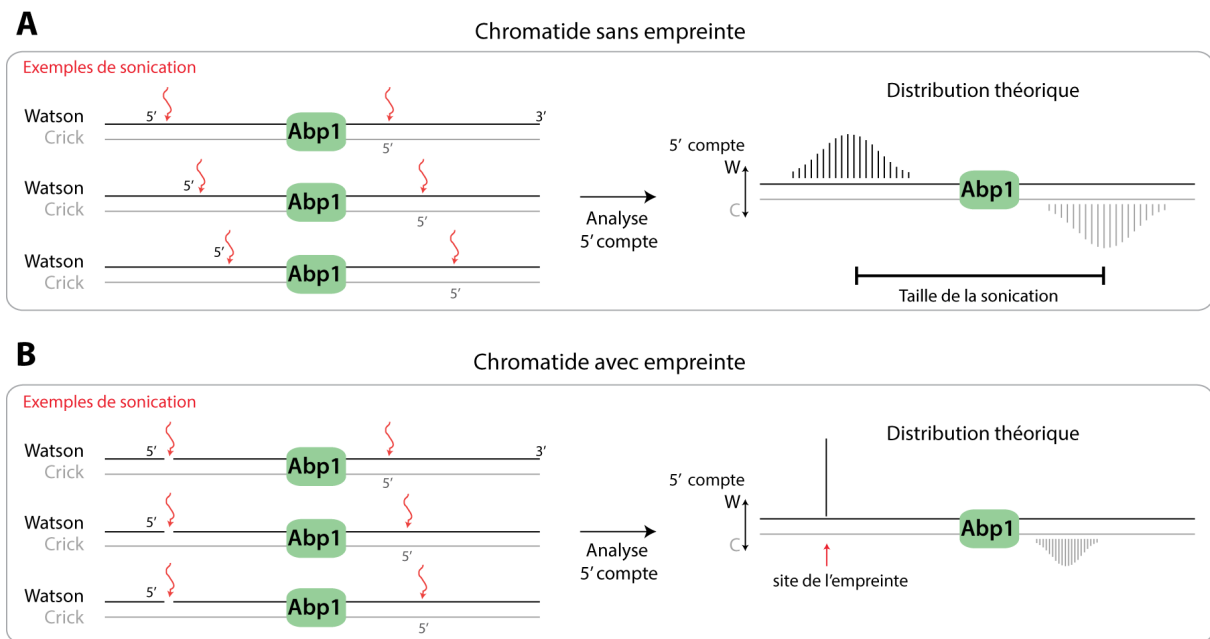 A
Chromatide sans empreinte
Exemples de sonication
Watson
Crick
5’
Abp1
5’
3’
Watson
Crick
5’
Abp1
5’
Watson
Crick
5’
Abp1
5’
Analyse
5’ compte
Distribution théorique
5’ compte
W
C
Abp1
Taille de la sonication
B
Chromatide avec empreinte
Exemples de sonication
Watson
Crick
5’
Abp1
5’
3’
Watson
Crick
5’
Abp1
5’
Watson
Crick
5’
Abp1
5’
Analyse
5’ compte
Distribution théorique
5’ compte
W
C
Abp1
site de l’empreinte